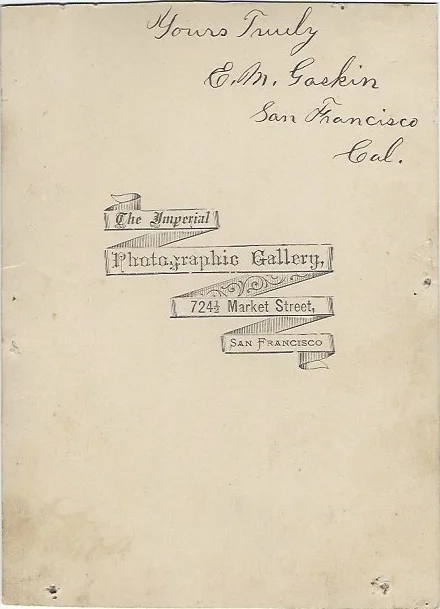 Yours Truly
E. M. Gaskin
San Francisco
Cal.
The Imperial
Photographic Gallery,
724½ Market Street,
San Francisco